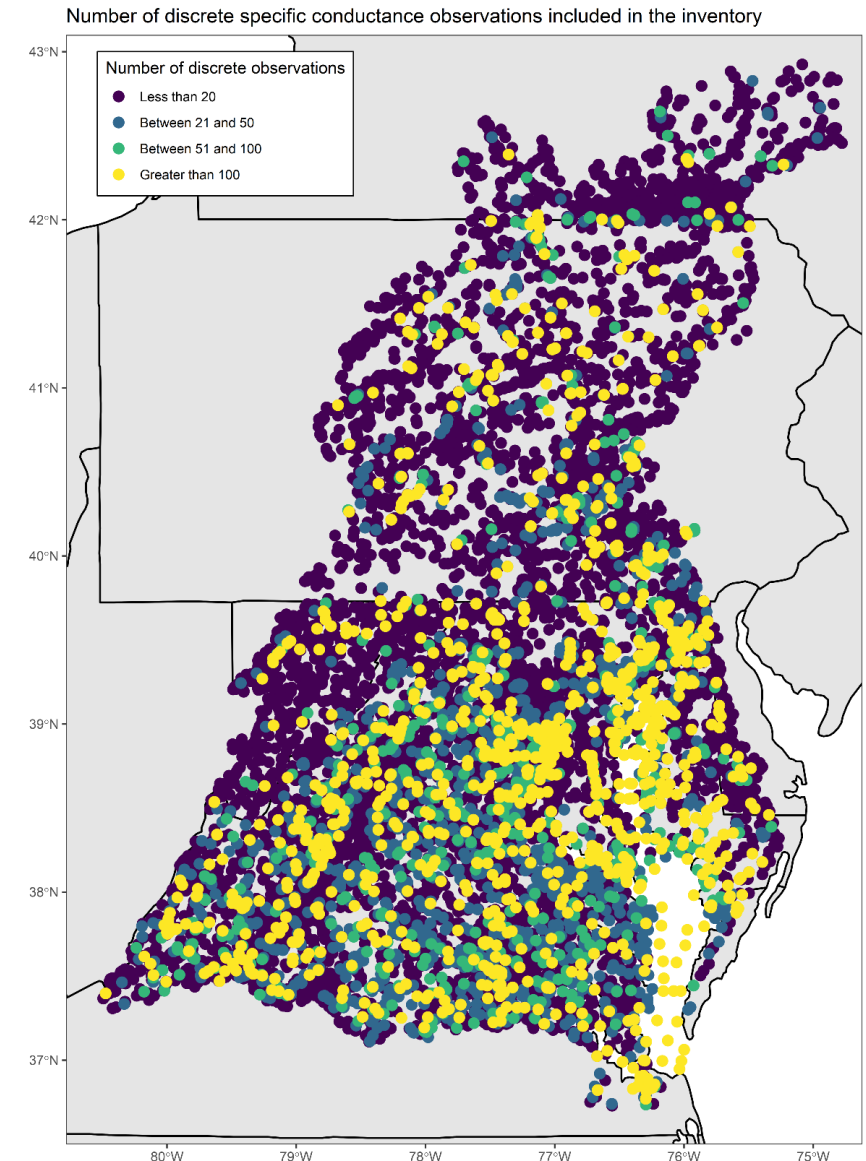 Number of discrete specific conductance observations included in the inventory
43°N
Number of discrete observations
Less than 20
Between 21 and 50
Between 51 and 100
Greater than 100
42°N
41°N
40°N
39°N
38°N
37°N
80°W 79°W 78°W 77°W 76°W 75°W